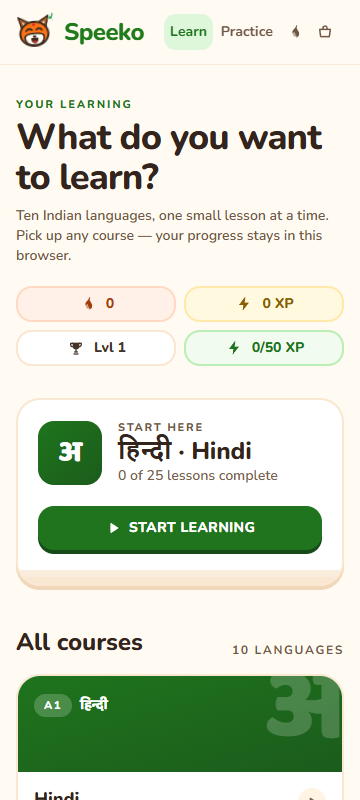 Speeko
Learn
Practice
YOUR LEARNING
What do you want
to learn?
Ten Indian languages, one small lesson at a time.
Pick up any course — your progress stays in this
browser.
0
0 XP
Lvl 1
0/50 XP
अ
START HERE
हिन्दी · Hindi
0 of 25 lessons complete
START LEARNING
All courses
10 LANGUAGES
A1
हिन्दी
अ
Hindi